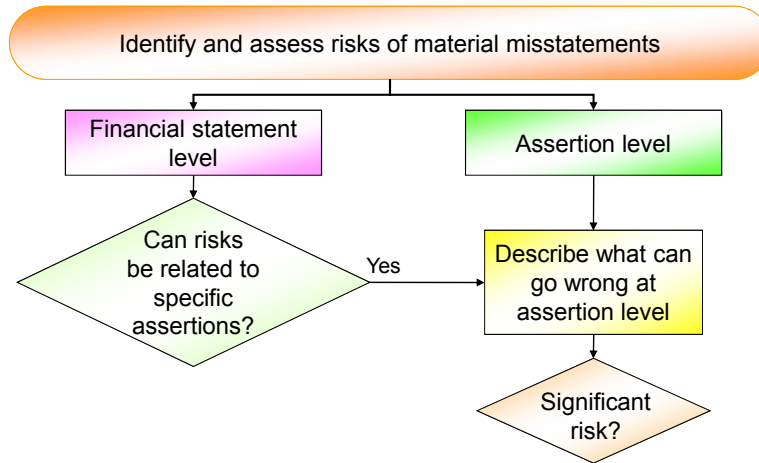 Identify and assess risks of material misstatements
Financial statement
level
Assertion level
Can risks
be related to
specific
assertions?
Yes
Describe what can
go wrong at
assertion level
Significant
risk?